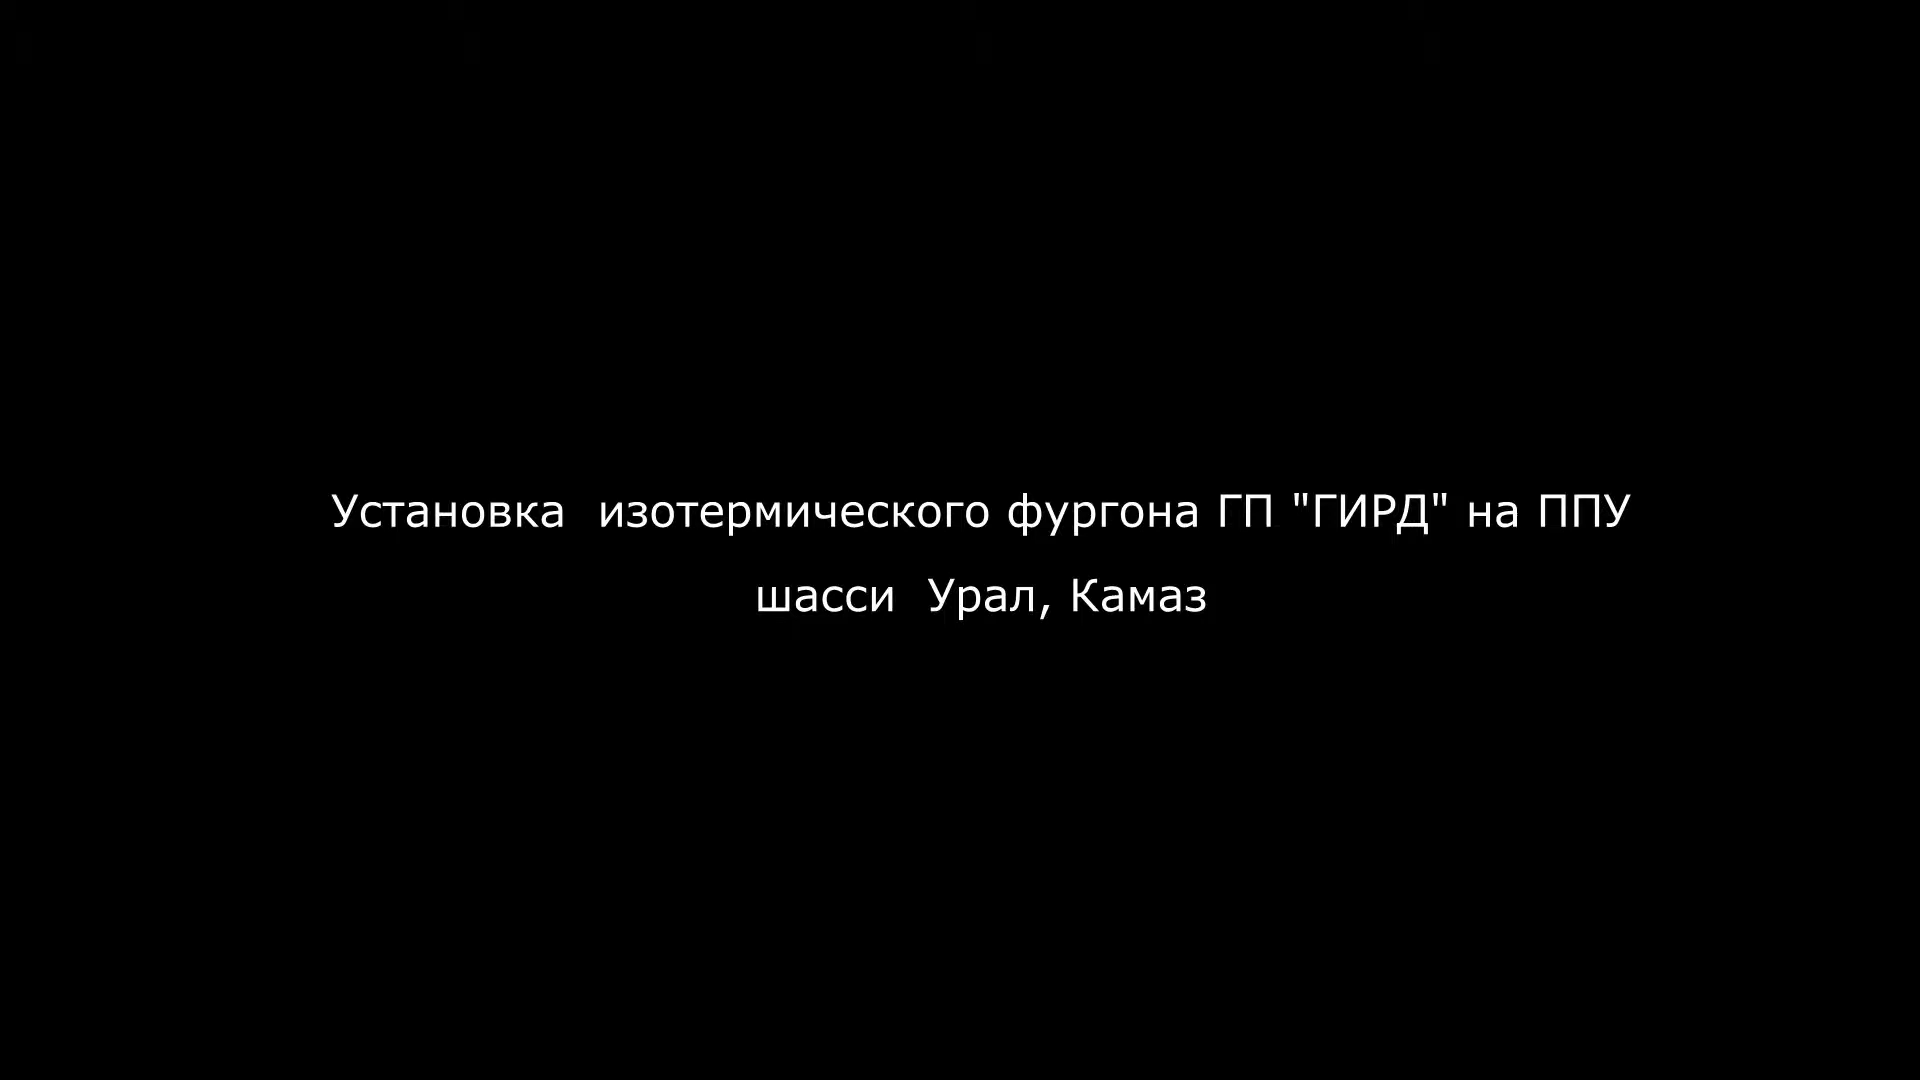 Установка  изотермического фургона ГП "ГИРД" на ППУ
шасси  Урал, Камаз